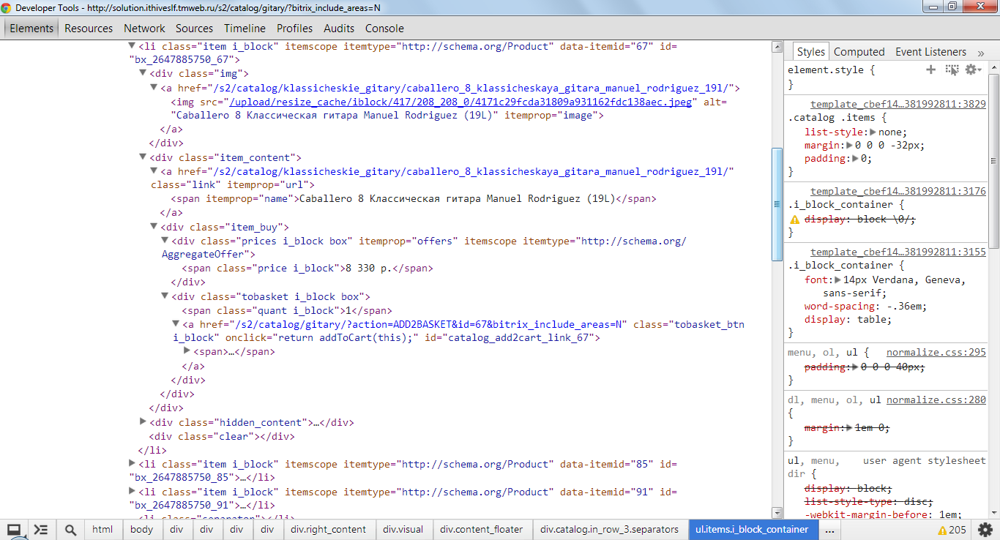 Developer Tools - http://solution.ithiveslf.tmweb.ru/s2/catalog/gitary/?bitrix_include_areas=N
Elements Resources Network Sources Timeline Profiles Audits Console
<li class="item i_block" itemscope itemtype="http://schema.org/Product" data-itemid="67" id=
"bx_2647885750_67">
<div class="img">
<a href="/s2/catalog/klassicheskie_gitary/caballero_8_klassicheskaya_gitara_manuel_rodriguez_19l/">
<img src="/upload/resize_cache/iblock/417/208_208_0/4171c29fcda31809a931162fdc138aec.jpeg" alt=
"Caballero 8 Классическая гитара Manuel Rodriguez (19L)" itemprop="image">
</a>
</div>
<div class="item_content">
<a href="/s2/catalog/klassicheskie_gitary/caballero_8_klassicheskaya_gitara_manuel_rodriguez_19l/"
class="link" itemprop="url">
<span itemprop="name">Caballero 8 Классическая гитара Manuel Rodriguez (19L)</span>
</a>
<div class="item_buy">
<div class="prices i_block box" itemprop="offers" itemscope itemtype="http://schema.org/
AggregateOffer">
<span class="price i_block">8 330 р.</span>
</div>
<div class="tobasket i_block box">
<span class="quant i_block">1</span>
<a href="/s2/catalog/gitary/?action=ADD2BASKET&id=67&bitrix_include_areas=N" class="tobasket_btn
i_block" onclick="return addToCart(this);" id="catalog_add2cart_link_67">
<span>…</span>
</a>
</div>
</div>
</div>
<div class="hidden_content">…</div>
<div class="clear"></div>
</li>
<li class="item i_block" itemscope itemtype="http://schema.org/Product" data-itemid="85" id=
"bx_2647885750_85">…</li>
<li class="item i_block" itemscope itemtype="http://schema.org/Product" data-itemid="91" id=
"bx_2647885750_91">…</li>
<li class="separator"></li>
Styles Computed Event Listeners »
element.style {
}
template_cbef14…381992811:3829
.catalog .items {
list-style: none;
margin: 0 0 0 -32px;
padding: 0;
}
template_cbef14…381992811:3176
.i_block_container {
display: block \0/;
}
template_cbef14…381992811:3155
.i_block_container {
font: 14px Verdana, Geneva,
sans-serif;
word-spacing: -.36em;
display: table;
}
menu, ol, ul { normalize.css:295
padding: 0 0 0 40px;
}
dl, menu, ol, ul normalize.css:280
{
margin: 1em 0;
}
ul, menu, user agent stylesheet
dir {
display: block;
list-style-type: disc;
-webkit-margin-before: 1em;
html body div div div div div.right_content div.visual div.content_floater div.catalog.in_row_3.separators ul.items.i_block_container ... 205